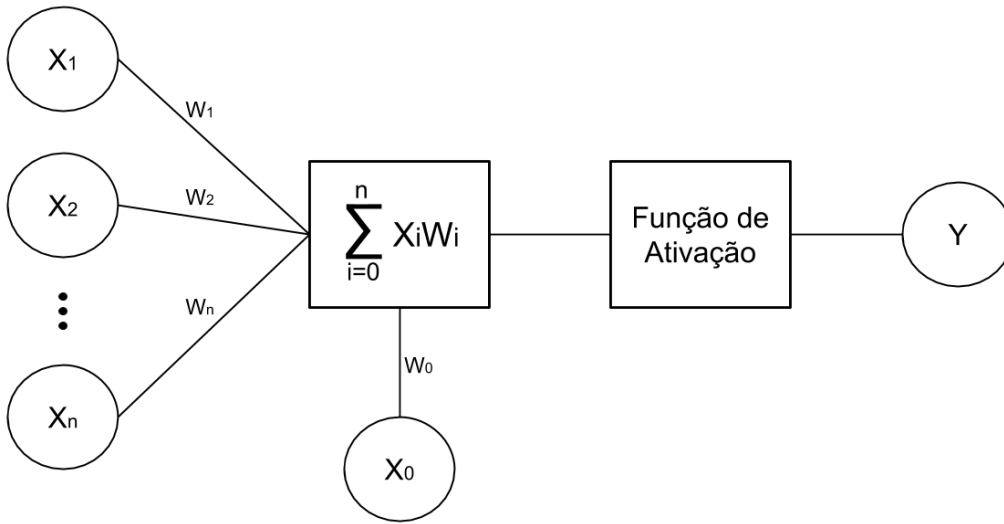 X1
W1
X2
W2
n
∑ XiWi
i=0
Função de
Ativação
Y
Wn
Xn
W0
X0